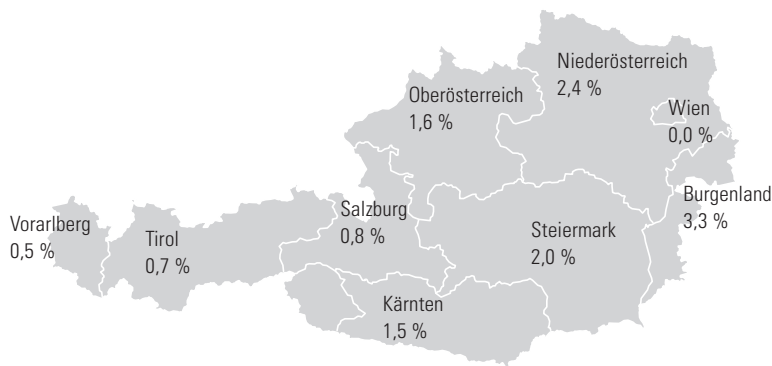 Niederösterreich
2,4 %
Oberösterreich
1,6 %
Wien
0,0 %
Burgenland
3,3 %
Vorarlberg
0,5 %
Tirol
0,7 %
Salzburg
0,8 %
Steiermark
2,0 %
Kärnten
1,5 %